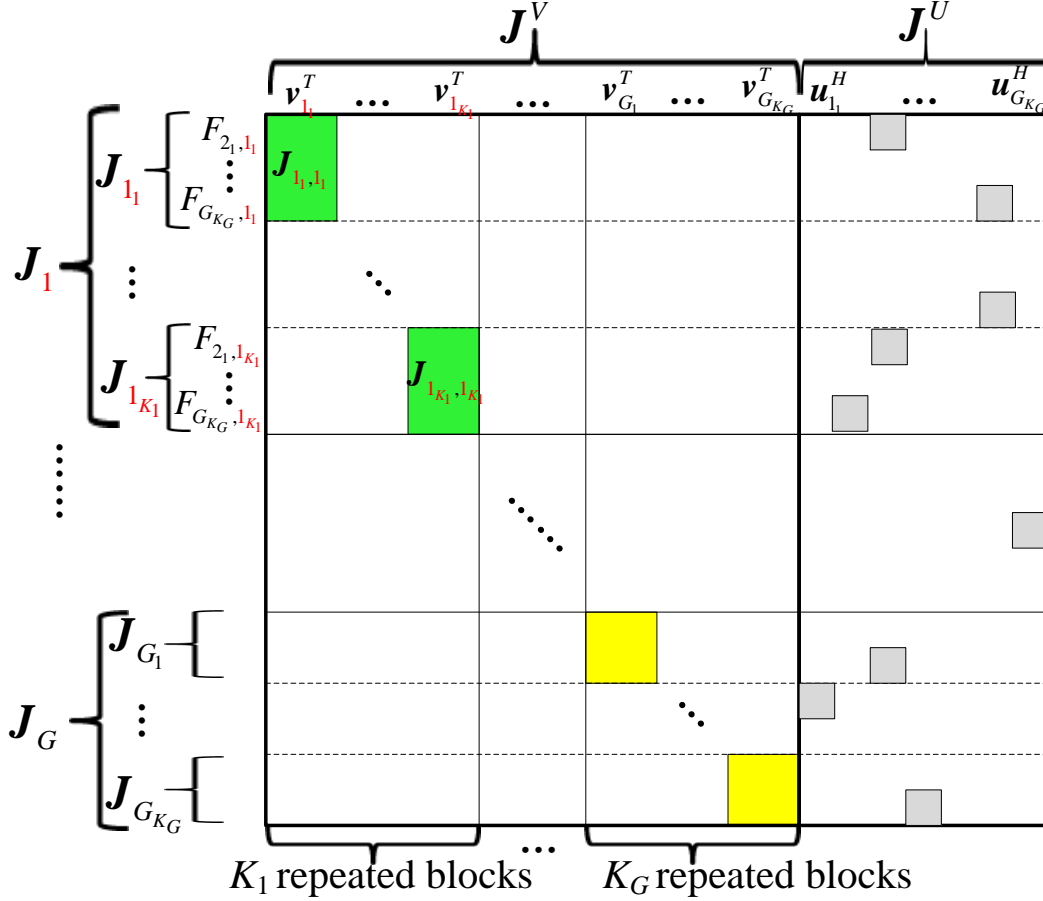 J^V J^U
v_{1_1}^T ... v_{1_{K_1}}^T ... v_{G_1}^T ... v_{G_{K_G}}^T u_{1_1}^H ... u_{G_{K_G}}^H
F_{2_1,1_1}
J_{1_1} ⋮ J_{1_1,1_1}
F_{G_{K_G},1_1}
J_1 ⋮ ⋱
F_{2_1,1_{K_1}}
J_{1_{K_1}} ⋮ J_{1_{K_1},1_{K_1}}
F_{G_{K_G},1_{K_1}}
⋮ ⋱
J_{G_1}
J_G ⋮ ⋱
J_{G_{K_G}}
...
K_1 repeated blocks K_G repeated blocks